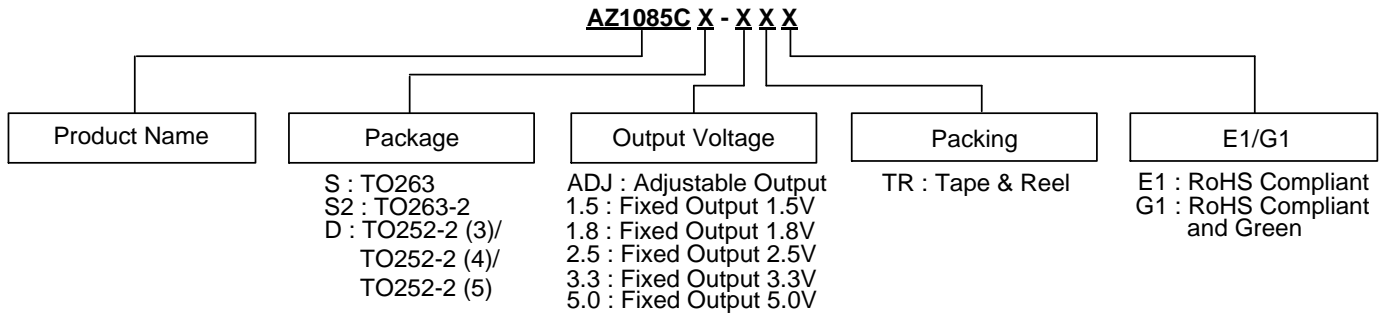 AZ1085C X - X X X
Product Name
Package
S : TO263
S2 : TO263-2
D : TO252-2 (3)/
TO252-2 (4)/
TO252-2 (5)
Output Voltage
ADJ : Adjustable Output
1.5 : Fixed Output 1.5V
1.8 : Fixed Output 1.8V
2.5 : Fixed Output 2.5V
3.3 : Fixed Output 3.3V
5.0 : Fixed Output 5.0V
Packing
TR : Tape & Reel
E1/G1
E1 : RoHS Compliant
G1 : RoHS Compliant
and Green